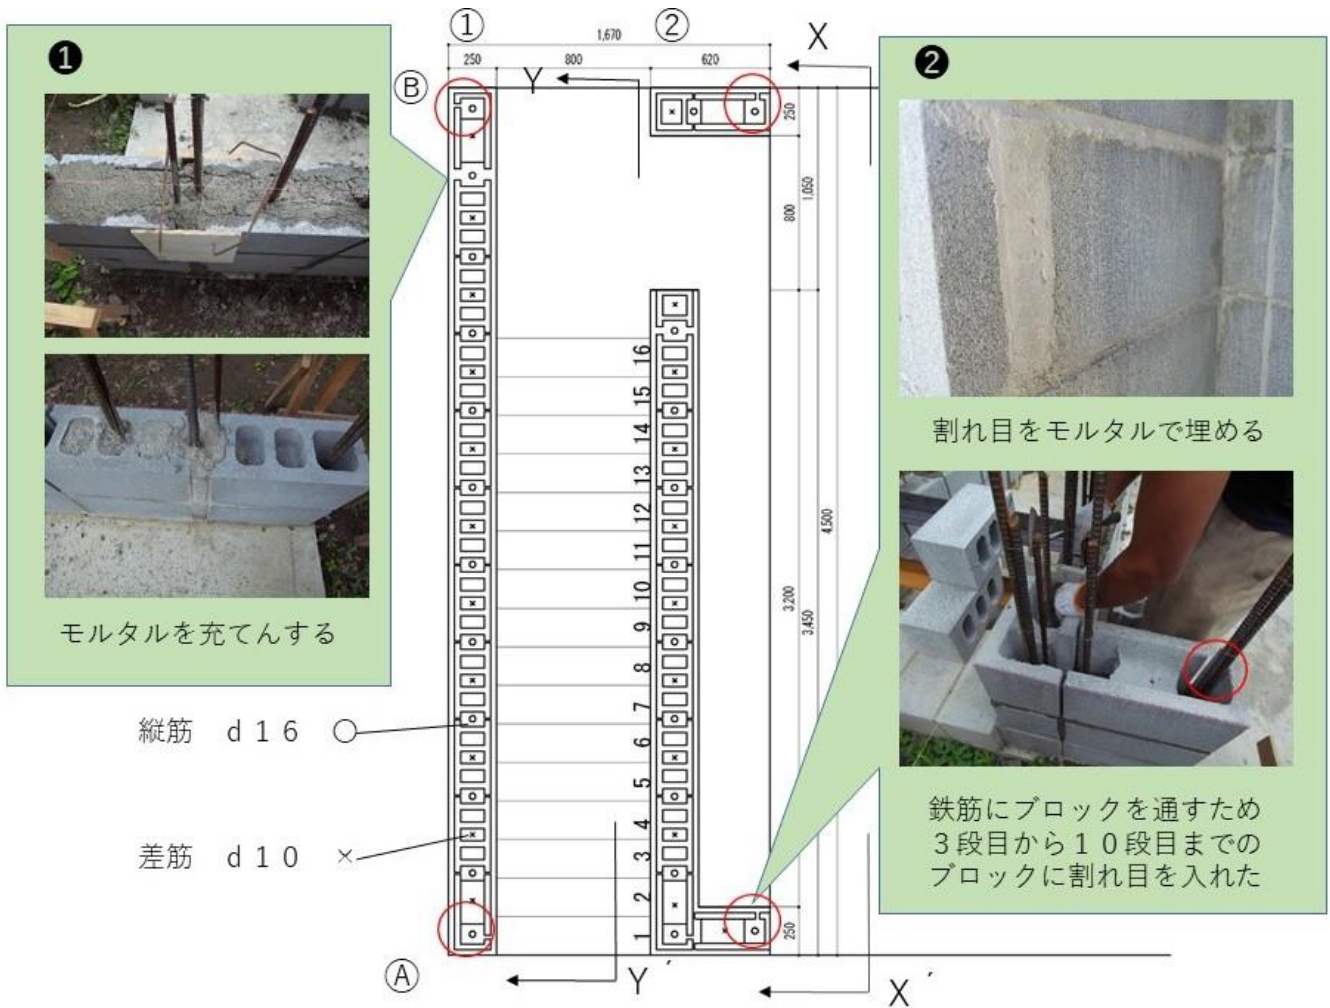 ❶
モルタルを充てんする
① ②
1,670
250 800 620
X
Y
Ⓑ
250
1,050
800
16
15
14
13
12
11
10
9
8
7
6
5
4
3
2
1
4,500
3,200
3,450
250
縦筋 ｄ１６ ○
差筋 ｄ１０ ×
Ⓐ
Y´
X´
❷
割れ目をモルタルで埋める
鉄筋にブロックを通すため
３段目から１０段目までの
ブロックに割れ目を入れた